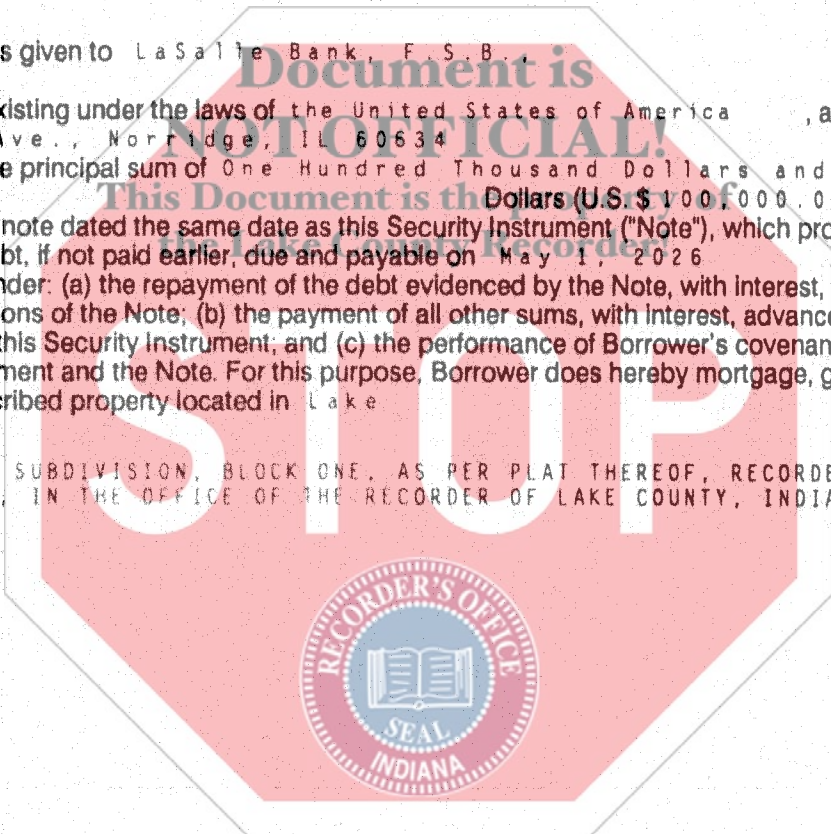 s given to LaSalle Bank, F.S.B.,
Document is
xisting under the laws of the United States of America , a
Ave., Norridge, IL 60634
NOT OFFICIAL!
e principal sum of One Hundred Thousand Dollars and
This Document is the property of
Dollars (U.S. $ 100,000.0
note dated the same date as this Security Instrument ("Note"), which pro
the Lake County Recorder!
bt, if not paid earlier, due and payable on May 1, 2026
nder: (a) the repayment of the debt evidenced by the Note, with interest,
ons of the Note; (b) the payment of all other sums, with interest, advance
this Security Instrument; and (c) the performance of Borrower's covenan
ment and the Note. For this purpose, Borrower does hereby mortgage, g
cribed property located in Lake
STOP
SUBDIVISION, BLOCK ONE, AS PER PLAT THEREOF, RECORDE
, IN THE OFFICE OF THE RECORDER OF LAKE COUNTY, INDIA
RECORDER'S OFFICE
SEAL
INDIANA